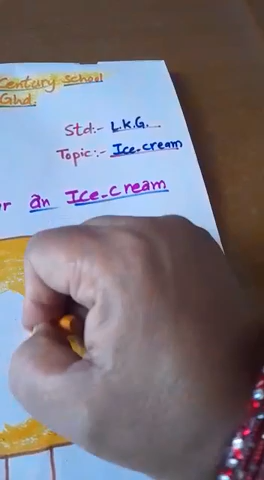 Century School
Ghd.
Std:- L.K.G.
Topic:- Ice-cream
an Ice-cream